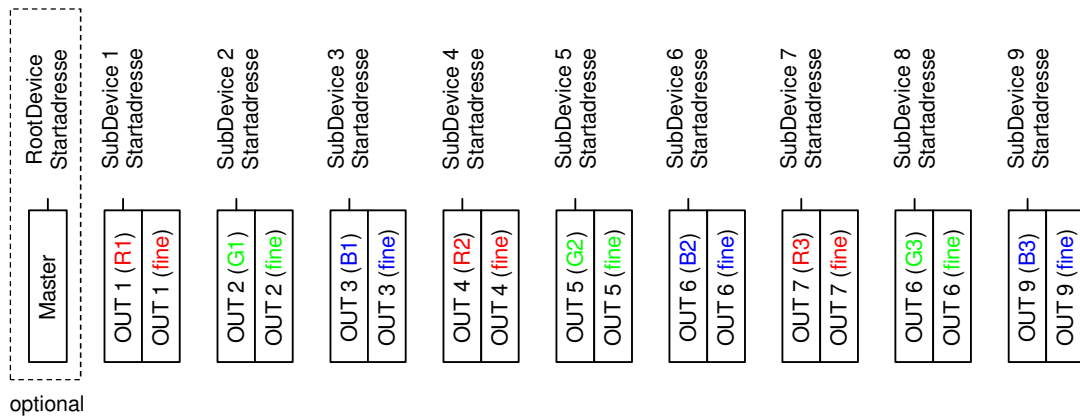 RootDevice
Startadresse
SubDevice 1
Startadresse
SubDevice 2
Startadresse
SubDevice 3
Startadresse
SubDevice 4
Startadresse
SubDevice 5
Startadresse
SubDevice 6
Startadresse
SubDevice 7
Startadresse
SubDevice 8
Startadresse
SubDevice 9
Startadresse
Master
OUT 1 (R1)
OUT 1 (fine)
OUT 2 (G1)
OUT 2 (fine)
OUT 3 (B1)
OUT 3 (fine)
OUT 4 (R2)
OUT 4 (fine)
OUT 5 (G2)
OUT 5 (fine)
OUT 6 (B2)
OUT 6 (fine)
OUT 7 (R3)
OUT 7 (fine)
OUT 6 (G3)
OUT 6 (fine)
OUT 9 (B3)
OUT 9 (fine)
optional